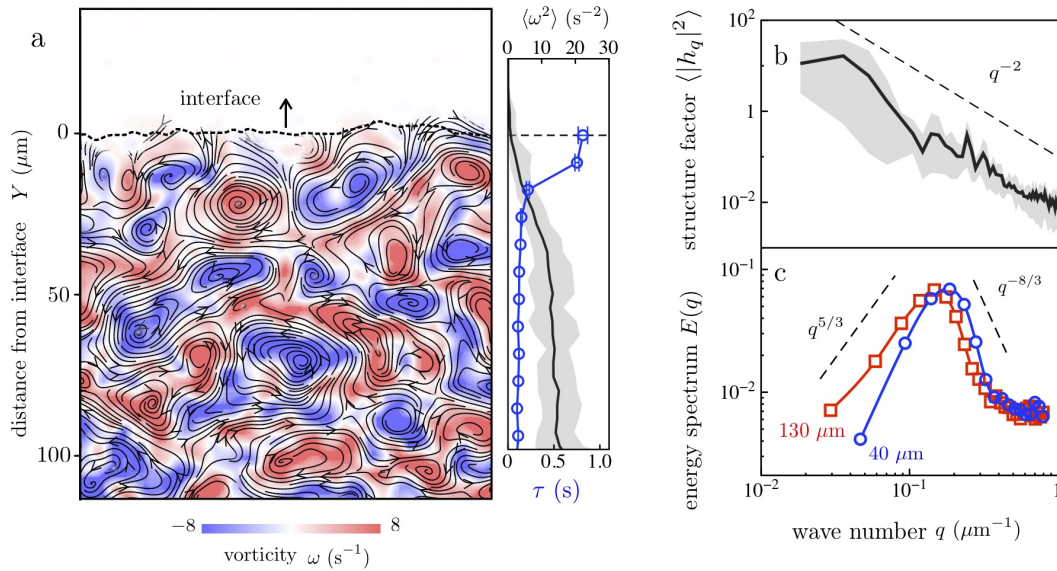 a
⟨ω²⟩ (s⁻²)
0 10 20 30
interface
distance from interface Y (μm)
0
50
100
0 0.5 1.0
τ (s)
−8 8
vorticity ω (s⁻¹)
b
structure factor ⟨|h_q|²⟩
10²
1
10⁻²
q⁻²
c
energy spectrum E(q)
10⁻¹
10⁻²
q^{5/3}
q^{−8/3}
130 μm
40 μm
10⁻² 10⁻¹ 1
wave number q (μm⁻¹)